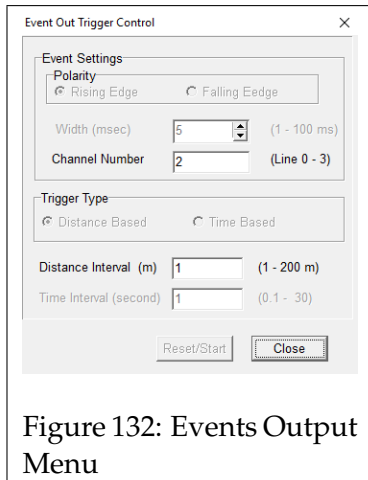 Event Out Trigger Control ×
Event Settings
Polarity
Rising Edge Falling Eedge
Width (msec) 5 (1 - 100 ms)
Channel Number 2 (Line 0 - 3)
Trigger Type
Distance Based Time Based
Distance Interval (m) 1 (1 - 200 m)
Time Interval (second) 1 (0.1 - 30)
Reset/Start Close
Figure 132: Events Output
Menu